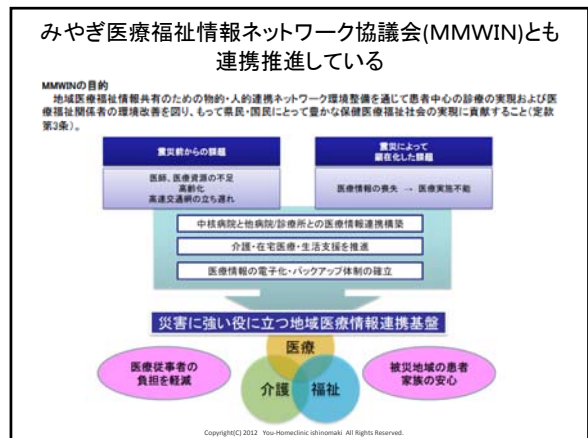 みやぎ医療福祉情報ネットワーク協議会(MMWIN)とも
連携推進している
MMWINの目的
地域医療福祉情報共有のための物的・人的連携ネットワーク環境整備を通じて患者中心の診療の実現および医
療福祉関係者の環境改善を図り、もって県民・国民にとって豊かな保健医療福祉社会の実現に貢献すること(定款
第3条)。
震災前からの課題
医師、医療資源の不足
高齢化
高速交通網の立ち遅れ
震災によって
顕在化した課題
医療情報の喪失 → 医療実施不能
中核病院と他病院/診療所との医療情報連携構築
介護・在宅医療・生活支援を推進
医療情報の電子化・バックアップ体制の確立
災害に強い役に立つ地域医療情報連携基盤
医療従事者の
負担を軽減
医療
介護
福祉
被災地域の患者
家族の安心
Copyright(C) 2012 You-Homeclinic ishinomaki All Rights Reserved.